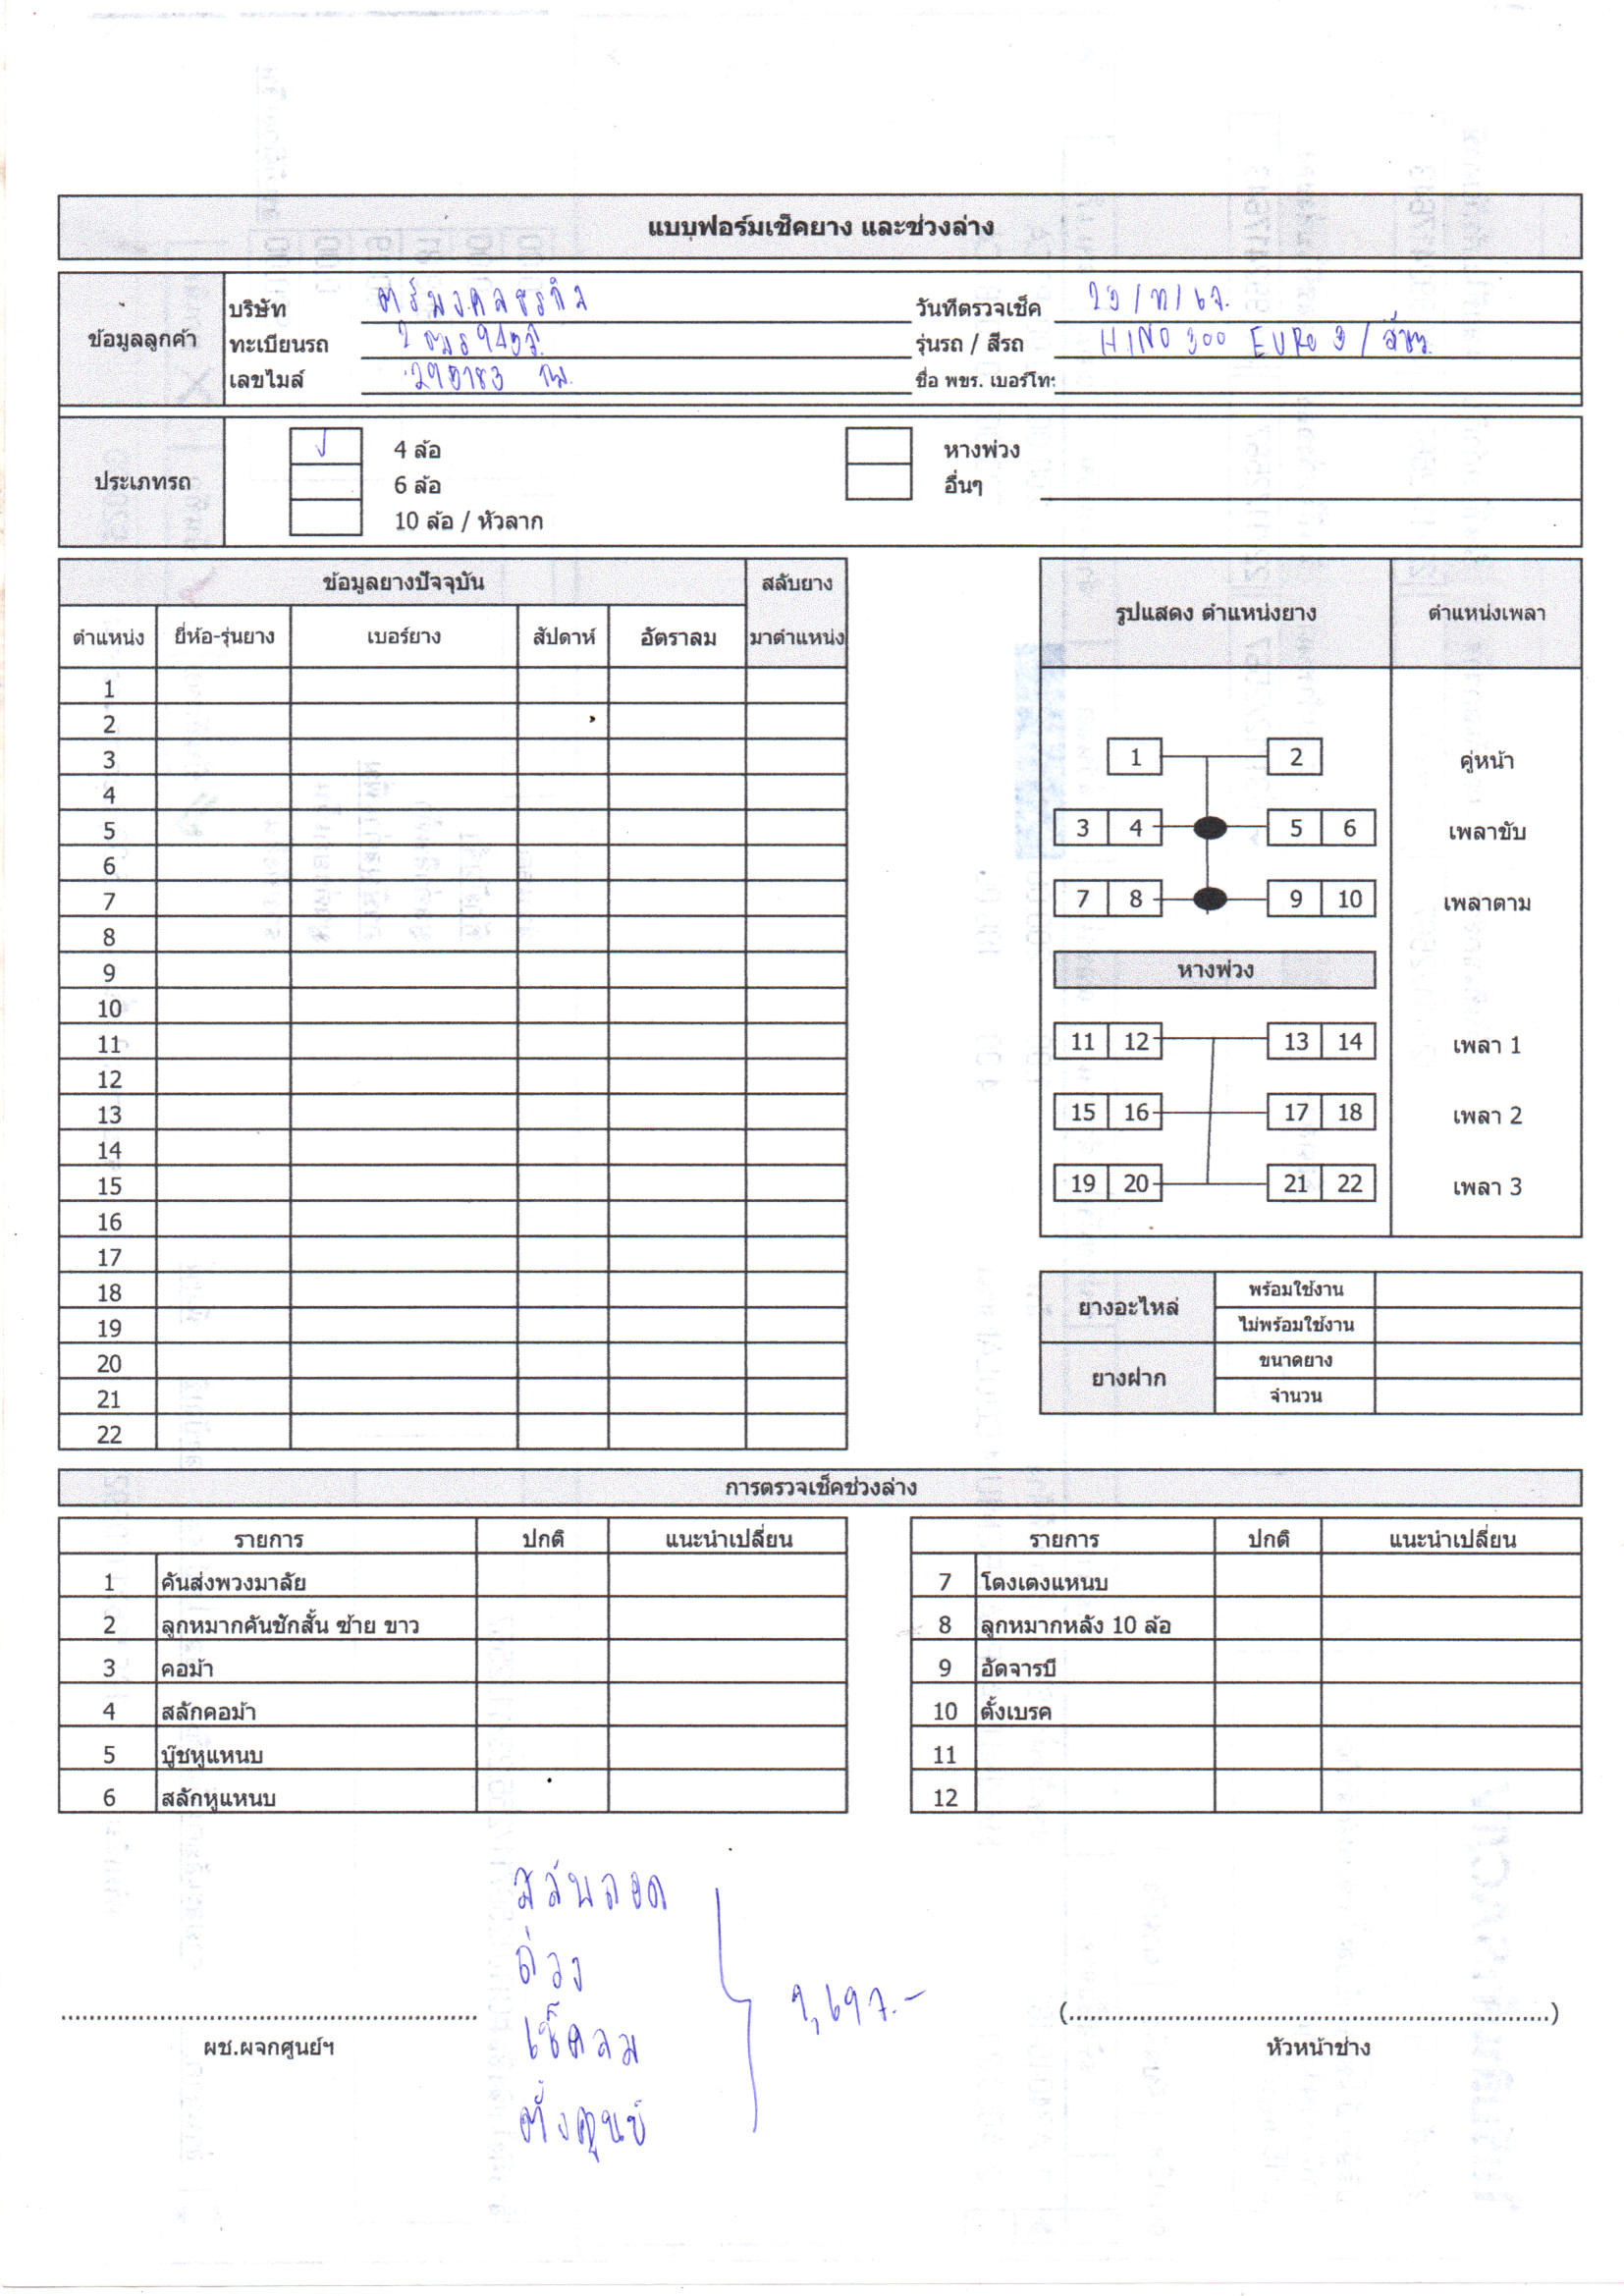 แบบฟอร์มเช็คยาง และช่วงล่าง
ข้อมูลลูกค้า
บริษัท ตรีมงคลธุรกิจ
วันที่ตรวจเช็ค
ทะเบียนรถ
รุ่นรถ / สีรถ HINO 300 EURO 3 /
เลขไมล์ กม.
ชื่อ พขร. เบอร์โทร
ประเภทรถ
4 ล้อ
หางพ่วง
6 ล้อ
อื่นๆ
10 ล้อ / หัวลาก
ข้อมูลยางปัจจุบัน สลับยาง
ตำแหน่ง ยี่ห้อ-รุ่นยาง เบอร์ยาง สัปดาห์ อัตราลม มาตำแหน่ง
1
2
3
4
5
6
7
8
9
10
11
12
13
14
15
16
17
18
19
20
21
22
รูปแสดง ตำแหน่งยาง ตำแหน่งเพลา
1 2 คู่หน้า
3 4 5 6 เพลาขับ
7 8 9 10 เพลาตาม
หางพ่วง
11 12 13 14 เพลา 1
15 16 17 18 เพลา 2
19 20 21 22 เพลา 3
ยางอะไหล่ พร้อมใช้งาน
ไม่พร้อมใช้งาน
ยางฝาก ขนาดยาง
จำนวน
การตรวจเช็คช่วงล่าง
รายการ ปกติ แนะนำเปลี่ยน
1 คันส่งพวงมาลัย
2 ลูกหมากคันชักสั้น ซ้าย ขาว
3 คอม้า
4 สลักคอม้า
5 บู๊ชหูแหนบ
6 สลักหูแหนบ
รายการ ปกติ แนะนำเปลี่ยน
7 โตงเตงแหนบ
8 ลูกหมากหลัง 10 ล้อ
9 อัดจารบี
10 ตั้งเบรค
11
12
สลับถอด
ถ่วง
เช็คลม
ตั้งศูนย์
ผช.ผจกศูนย์ฯ
(..............................)
หัวหน้าช่าง